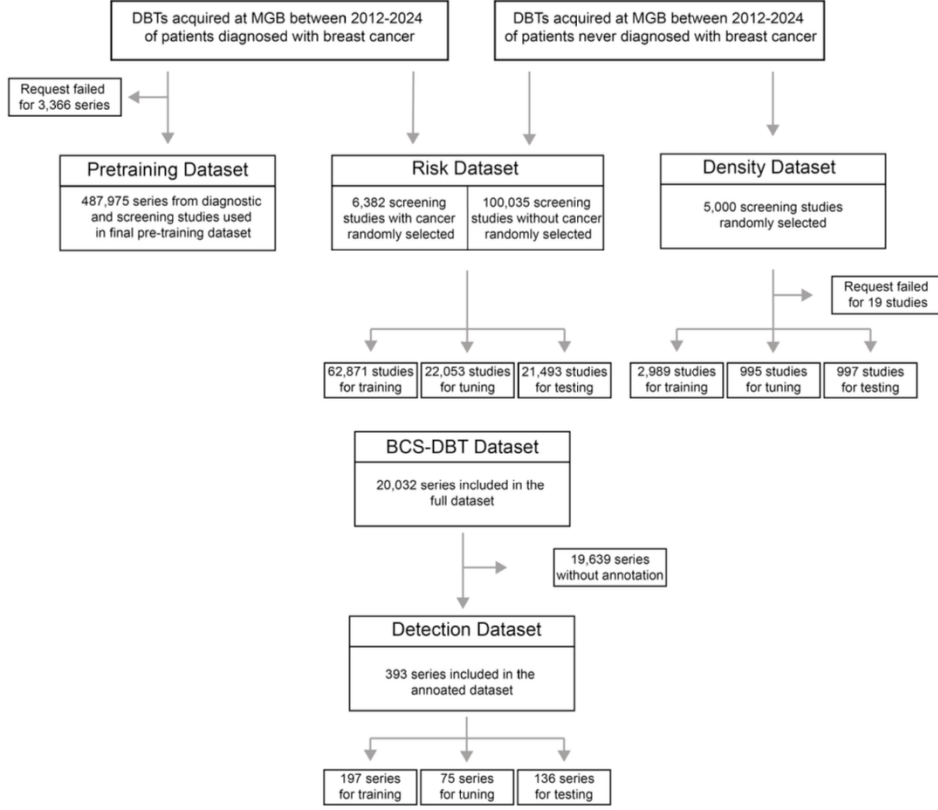 DBTs acquired at MGB between 2012-2024
of patients diagnosed with breast cancer
DBTs acquired at MGB between 2012-2024
of patients never diagnosed with breast cancer
Request failed
for 3,366 series
Pretraining Dataset
487,975 series from diagnostic
and screening studies used
in final pre-training dataset
Risk Dataset
6,382 screening
studies with cancer
randomly selected
100,035 screening
studies without cancer
randomly selected
Density Dataset
5,000 screening studies
randomly selected
Request failed
for 19 studies
62,871 studies
for training
22,053 studies
for tuning
21,493 studies
for testing
2,989 studies
for training
995 studies
for tuning
997 studies
for testing
BCS-DBT Dataset
20,032 series included in the
full dataset
19,639 series
without annotation
Detection Dataset
393 series included in the
annoated dataset
197 series
for training
75 series
for tuning
136 series
for testing